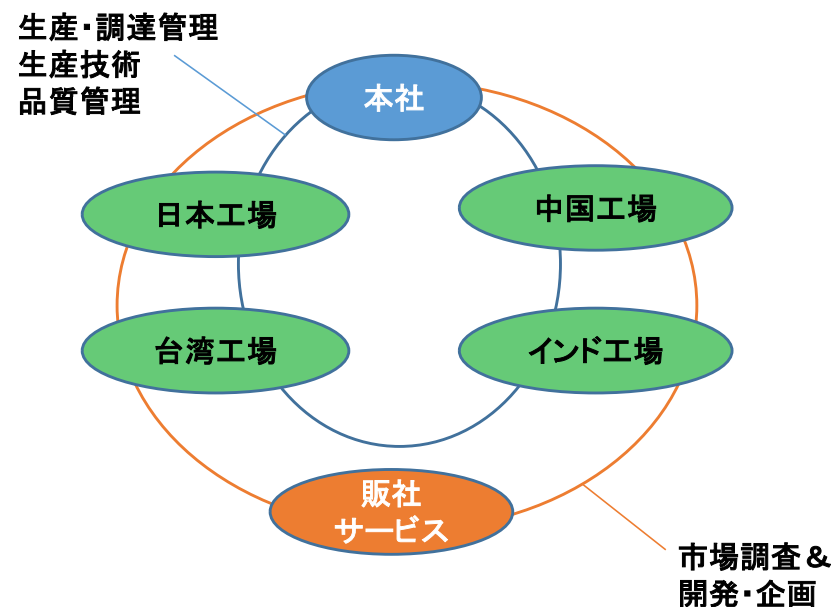 生産・調達管理
生産技術
品質管理
本社
日本工場
中国工場
台湾工場
インド工場
販社
サービス
市場調査＆
開発・企画